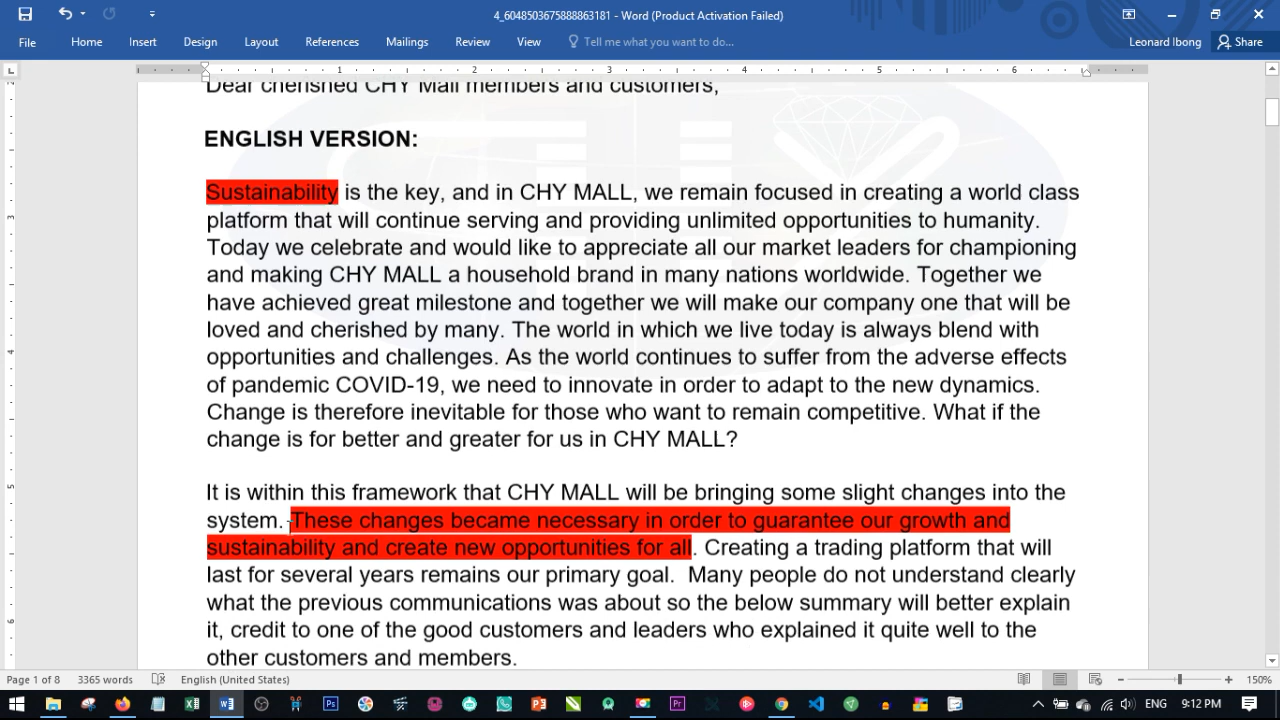 4_6048503675888863181 - Word (Product Activation Failed)
File Home Insert Design Layout References Mailings Review View Tell me what you want to do... Leonard Ibong Share
1 2 3 4 5 6
Dear cherished CHY Mall members and customers,
ENGLISH VERSION:
Sustainability is the key, and in CHY MALL, we remain focused in creating a world class
platform that will continue serving and providing unlimited opportunities to humanity.
Today we celebrate and would like to appreciate all our market leaders for championing
and making CHY MALL a household brand in many nations worldwide. Together we
have achieved great milestone and together we will make our company one that will be
loved and cherished by many. The world in which we live today is always blend with
opportunities and challenges. As the world continues to suffer from the adverse effects
of pandemic COVID-19, we need to innovate in order to adapt to the new dynamics.
Change is therefore inevitable for those who want to remain competitive. What if the
change is for better and greater for us in CHY MALL?
It is within this framework that CHY MALL will be bringing some slight changes into the
system. These changes became necessary in order to guarantee our growth and
sustainability and create new opportunities for all. Creating a trading platform that will
last for several years remains our primary goal.  Many people do not understand clearly
what the previous communications was about so the below summary will better explain
it, credit to one of the good customers and leaders who explained it quite well to the
other customers and members.
Page 1 of 8 3365 words English (United States) 150%
ENG 9:12 PM